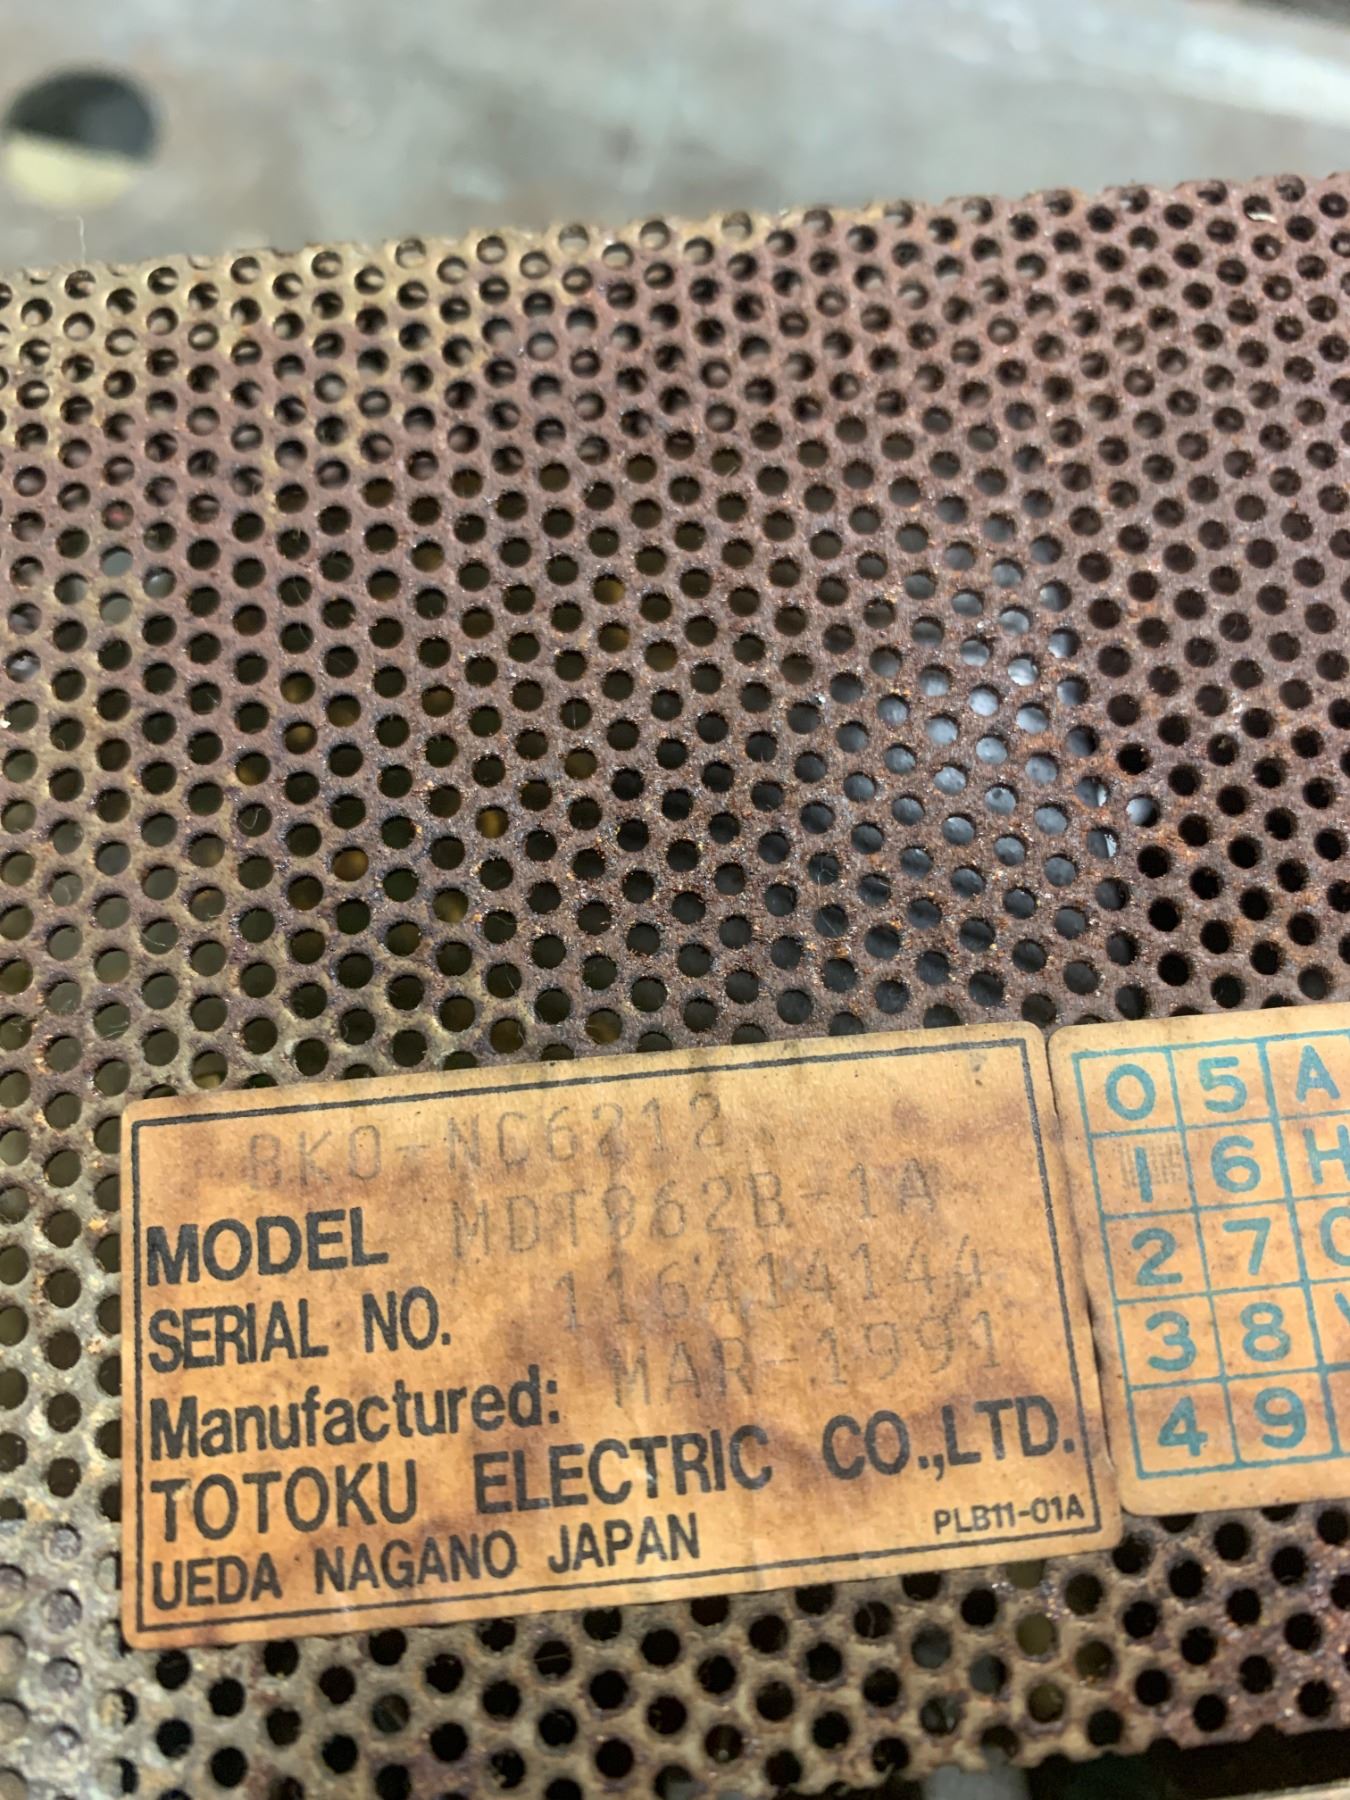 BKO-NC6212
MODEL MDT962B-1A
SERIAL NO. 116414144
Manufactured: MAR-1991
TOTOKU ELECTRIC CO.,LTD.
UEDA NAGANO JAPAN PLB11-01A
0 5 A
1 6 H
2 7
3 8
4 9